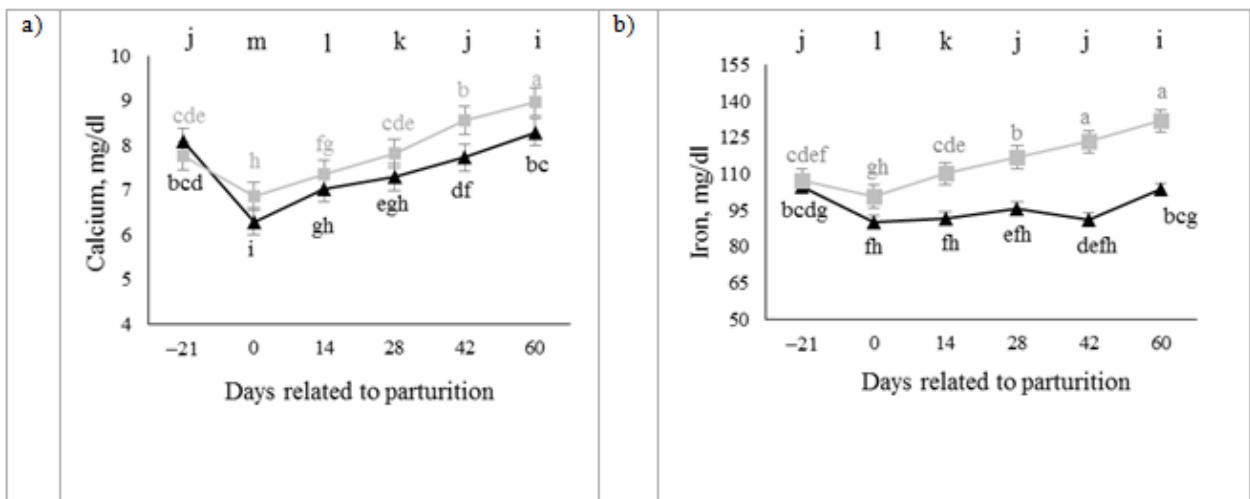 a)
j m l k j i
Calcium, mg/dl
10
9
8
7
6
5
4
cde h fg cde b a
bcd i gh egh df bc
–21 0 14 28 42 60
Days related to parturition
b)
j l k j j i
Iron, mg/dl
155
140
125
110
95
80
65
50
cdef gh cde b a a
bcdg fh fh efh defh bcg
–21 0 14 28 42 60
Days related to parturition